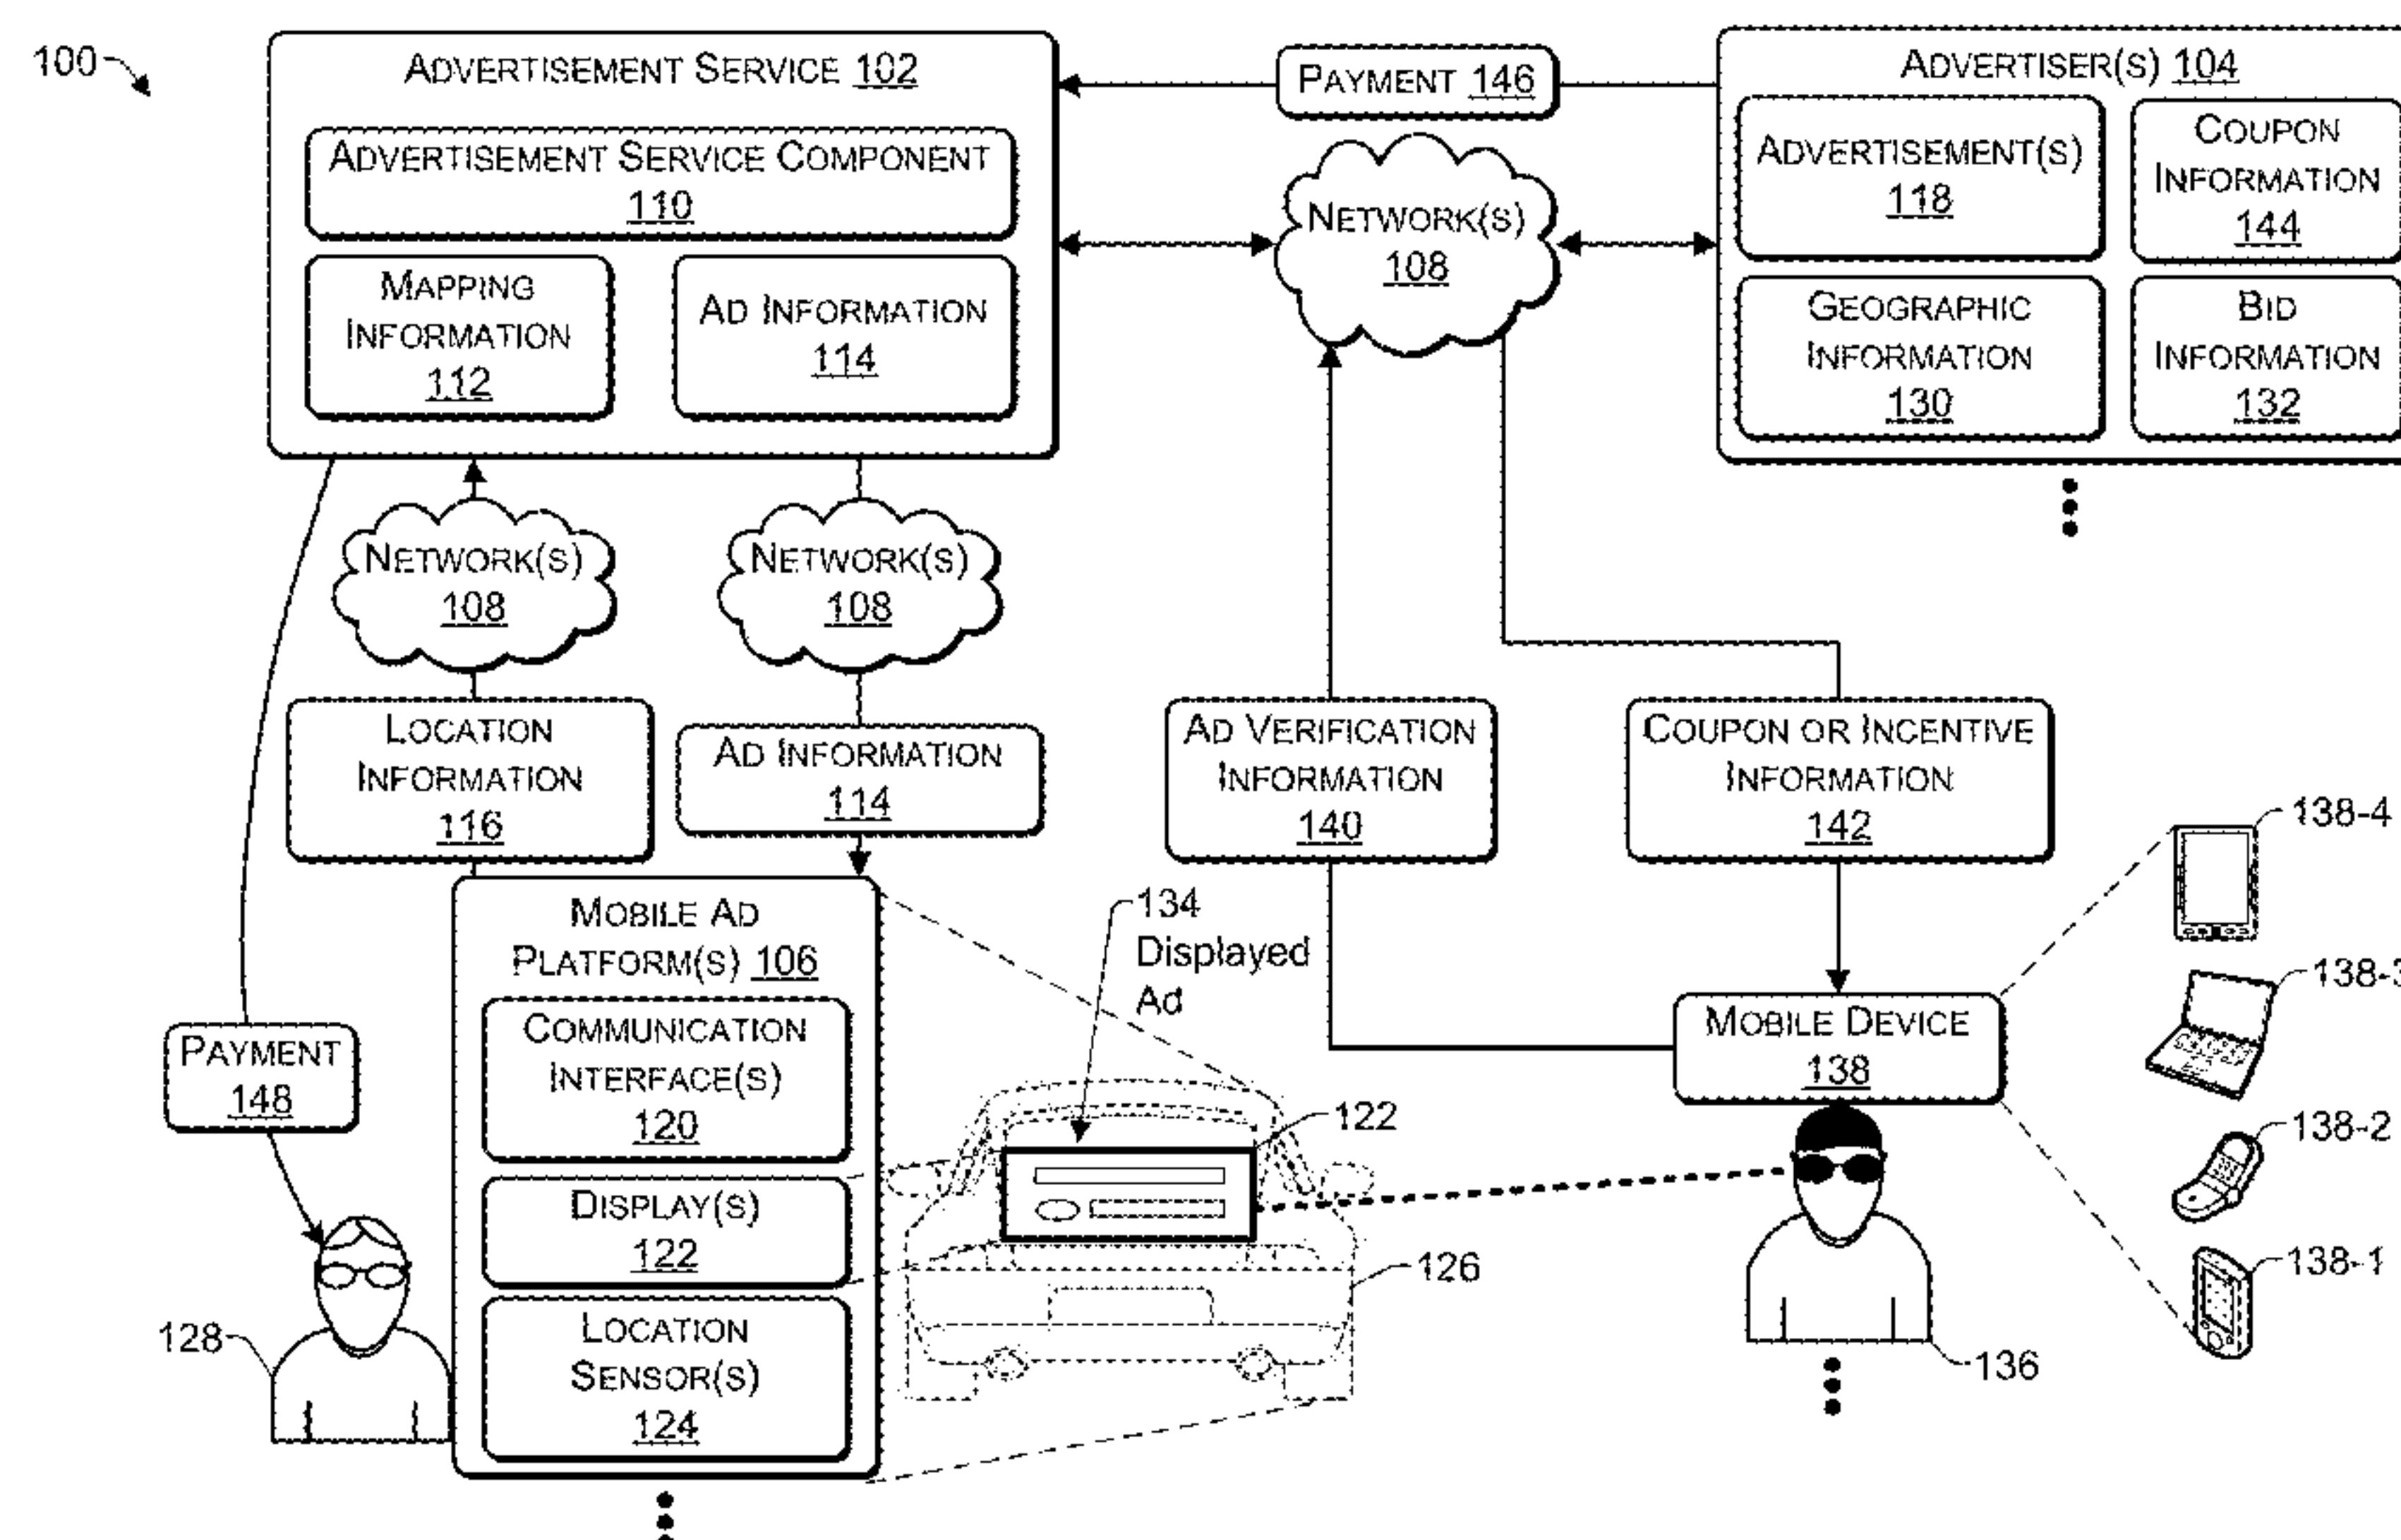 100
ADVERTISEMENT SERVICE 102
ADVERTISEMENT SERVICE COMPONENT
110
MAPPING
INFORMATION
112
AD INFORMATION
114
PAYMENT 146
NETWORK(S)
108
ADVERTISER(S) 104
ADVERTISEMENT(S)
118
COUPON
INFORMATION
144
GEOGRAPHIC
INFORMATION
130
BID
INFORMATION
132
NETWORK(S)
108
NETWORK(S)
108
LOCATION
INFORMATION
116
AD INFORMATION
114
AD VERIFICATION
INFORMATION
140
COUPON OR INCENTIVE
INFORMATION
142
138-4
138-3
138-2
138-1
MOBILE AD
PLATFORM(S) 106
COMMUNICATION
INTERFACE(S)
120
DISPLAY(S)
122
LOCATION
SENSOR(S)
124
134
Displayed
Ad
122
126
MOBILE DEVICE
138
136
PAYMENT
148
128